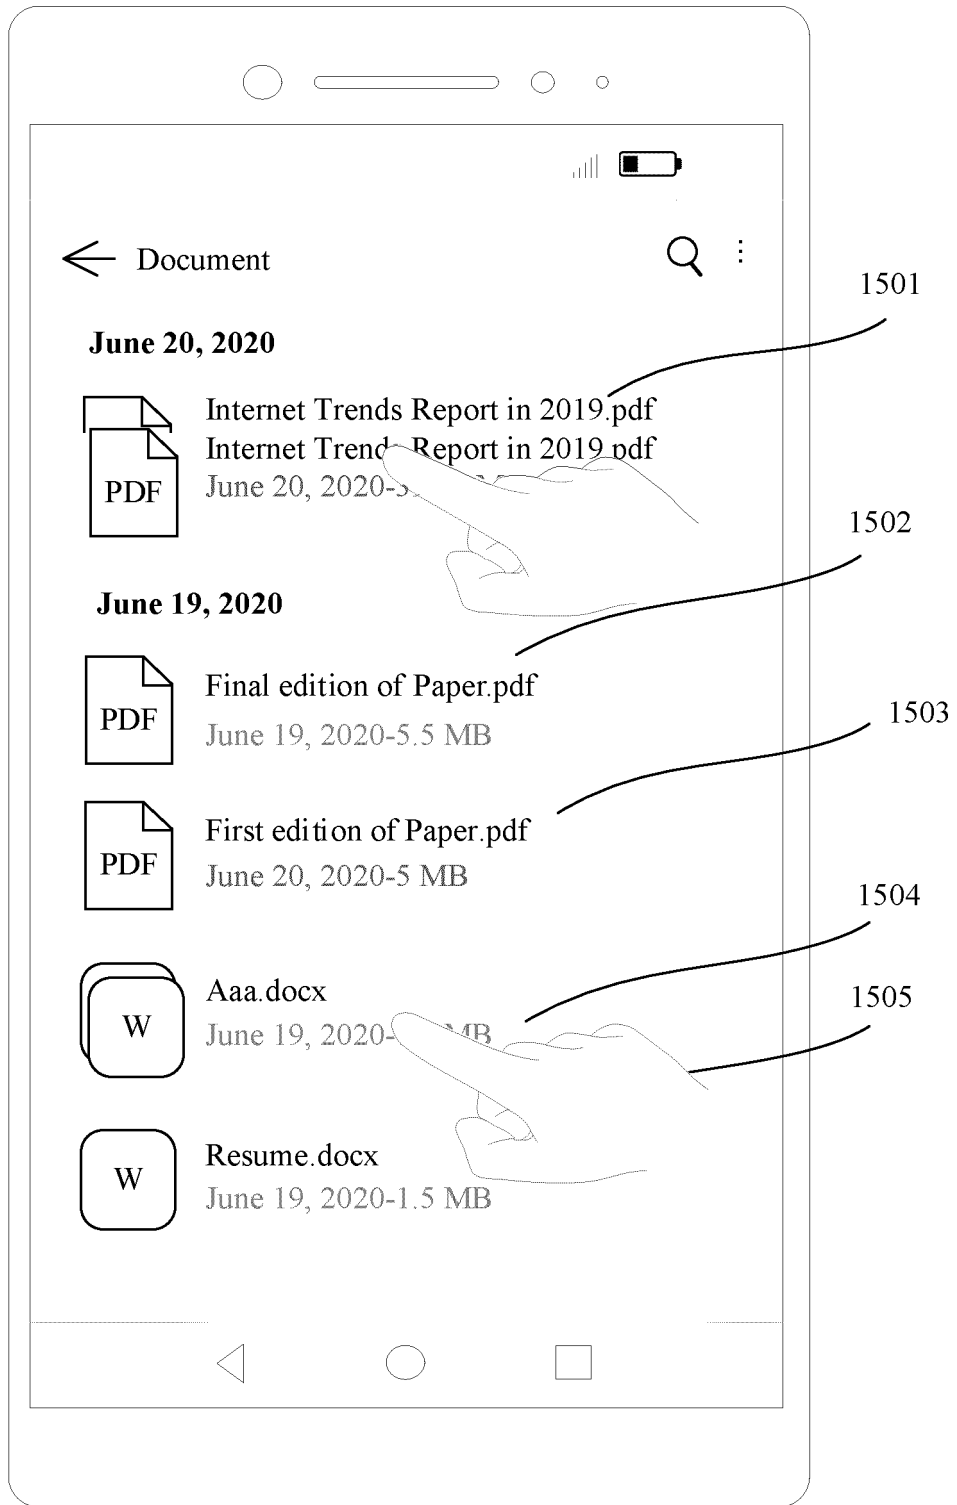 Document
1501
June 20, 2020
Internet Trends Report in 2019.pdf
Internet Trends Report in 2019 pdf
PDF
June 20, 2020-
1502
June 19, 2020
Final edition of Paper.pdf
PDF
June 19, 2020-5.5 MB
1503
First edition of Paper.pdf
PDF
June 20, 2020-5 MB
1504
Aaa.docx
1505
W
June 19, 2020- MB
Resume.docx
W
June 19, 2020-1.5 MB